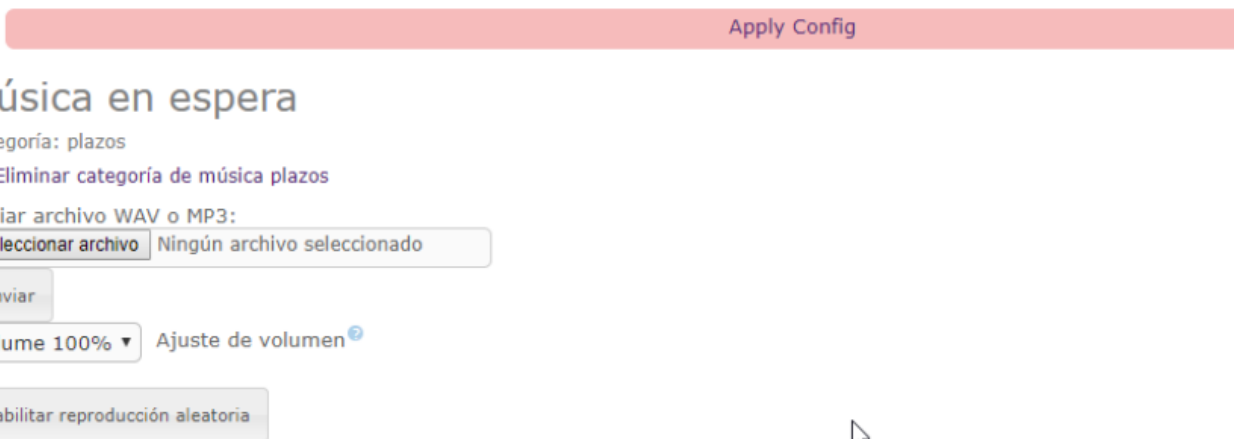 Apply Config
úsica en espera
egoría: plazos
Eliminar categoría de música plazos
iar archivo WAV o MP3:
leccionar archivo Ningún archivo seleccionado
viar
ume 100% Ajuste de volumen
abilitar reproducción aleatoria